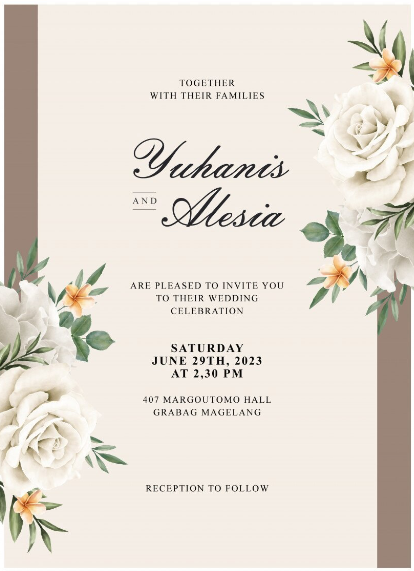 TOGETHER
WITH THEIR FAMILIES
Yuhanis
AND
Alesia
ARE PLEASED TO INVITE YOU
TO THEIR WEDDING
CELEBRATION
SATURDAY
JUNE 29TH, 2023
AT 2,30 PM
407 MARGOUTOMO HALL
GRABAG MAGELANG
RECEPTION TO FOLLOW